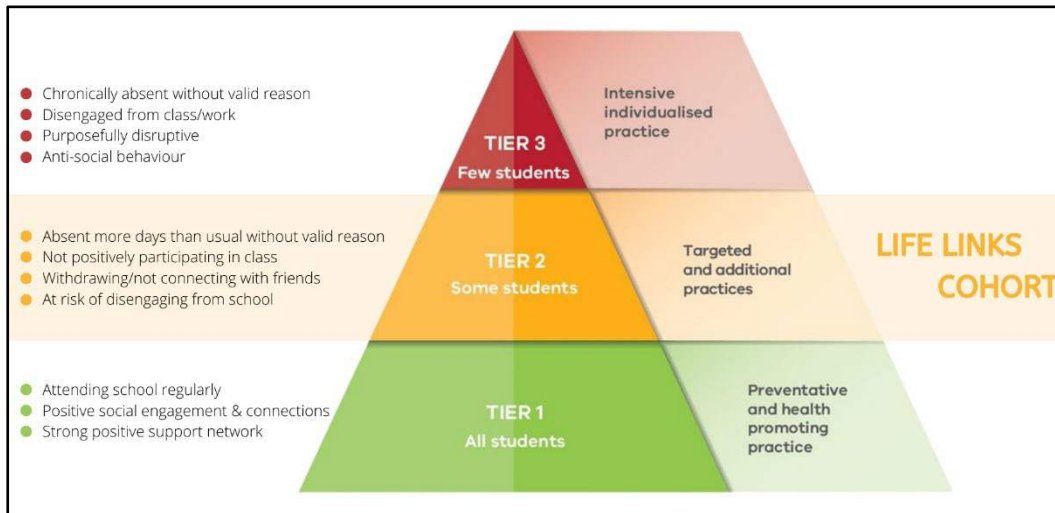 Chronically absent without valid reason
Disengaged from class/work
Purposefully disruptive
Anti-social behaviour
TIER 3
Few students
Intensive
individualised
practice
Absent more days than usual without valid reason
Not positively participating in class
Withdrawing/not connecting with friends
At risk of disengaging from school
TIER 2
Some students
Targeted
and additional
practices
LIFE LINKS
COHORT
Attending school regularly
Positive social engagement & connections
Strong positive support network
TIER 1
All students
Preventative
and health
promoting
practice